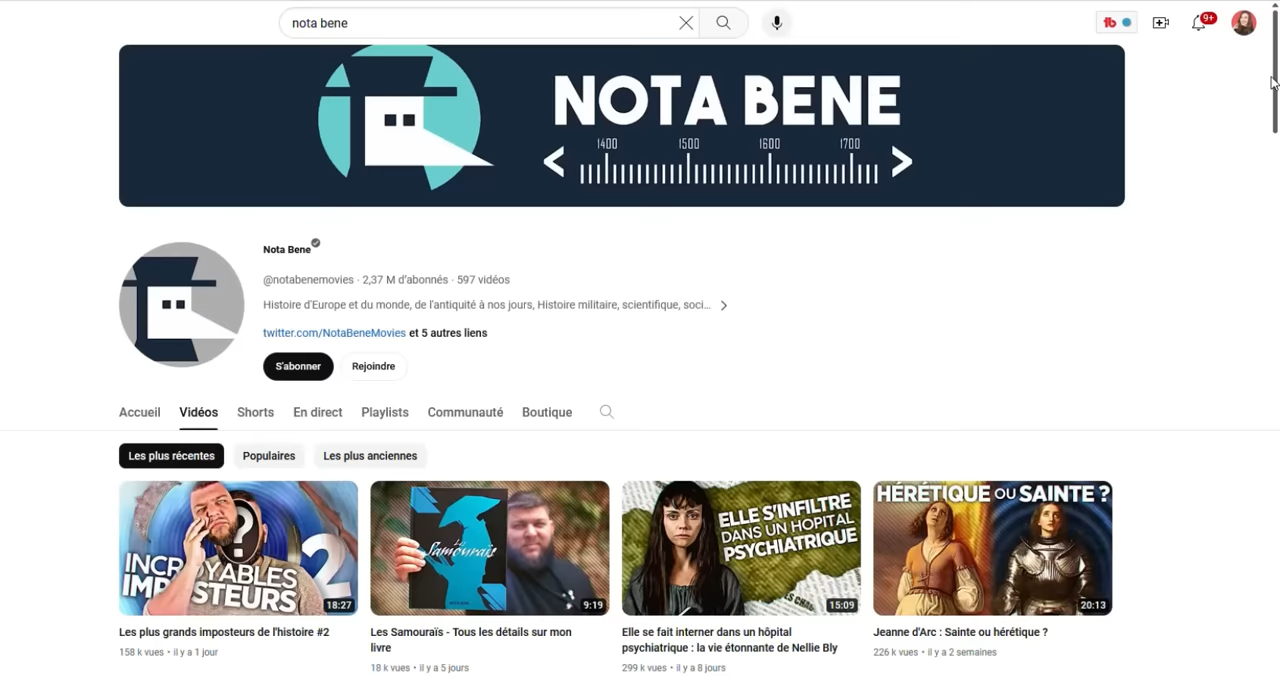 nota bene
9+
NOTA BENE
1400 1500 1600 1700
Nota Bene
@notabenemovies · 2,37 M d'abonnés · 597 vidéos
Histoire d'Europe et du monde, de l'antiquité à nos jours, Histoire militaire, scientifique, soci...
twitter.com/NotaBeneMovies et 5 autres liens
S'abonner Rejoindre
Accueil Vidéos Shorts En direct Playlists Communauté Boutique
Les plus récentes Populaires Les plus anciennes
INCROYABLES
IMPOSTEURS
2
?
18:27
Les Samouraïs
9:19
ELLE S'INFILTRE
DANS UN HOPITAL
PSYCHIATRIQUE
15:09
HÉRÉTIQUE OU SAINTE ?
20:13
Les plus grands imposteurs de l'histoire #2
158 k vues • il y a 1 jour
Les Samouraïs - Tous les détails sur mon
livre
18 k vues • il y a 5 jours
Elle se fait interner dans un hôpital
psychiatrique : la vie étonnante de Nellie Bly
299 k vues • il y a 8 jours
Jeanne d'Arc : Sainte ou hérétique ?
226 k vues • il y a 2 semaines